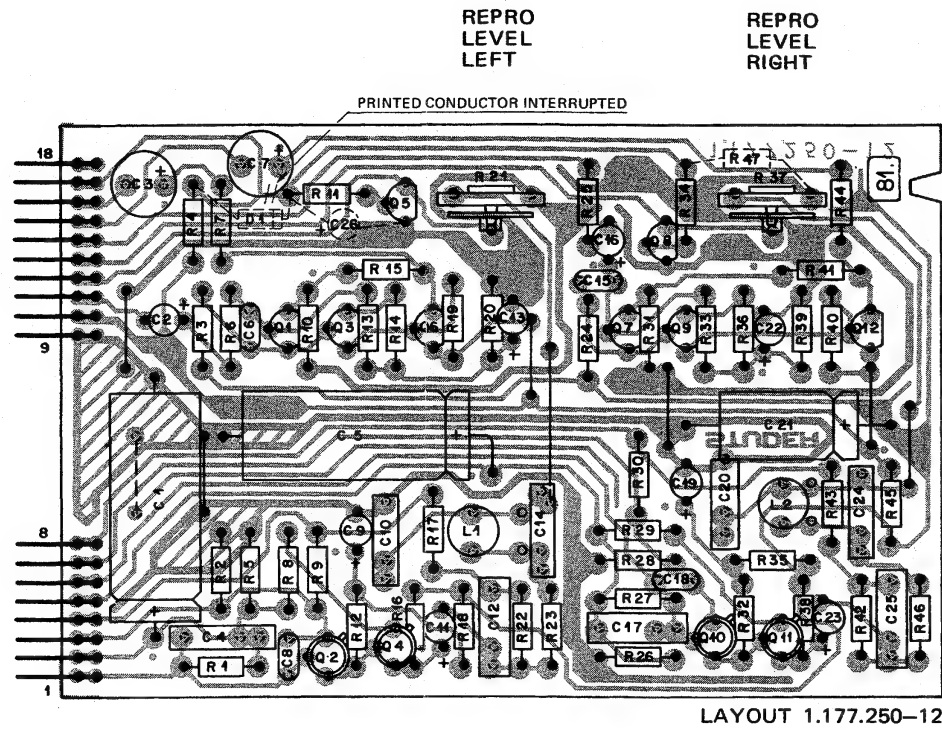 REPRO
LEVEL
LEFT
REPRO
LEVEL
RIGHT
PRINTED CONDUCTOR INTERRUPTED
18
C3
C7
R4
R7
D1
R11
C26
Q5
R21
R25
R34
R47
R37
R44
81.
C16
Q8
C15
R15
R41
C2
R3
R6
C6
Q1
R10
Q3
R13
R14
R19
R20
C13
R24
Q7
R31
Q9
R33
R36
C22
R39
R40
Q12
9
C1
C5
C21
STUDER
R30
C19
C20
L2
R43
C24
R45
8
R2
R5
R8
R9
C9
C10
R17
L1
C14
R29
R28
C18
R35
R27
C4
C8
R12
R16
C11
R18
C12
R22
R23
C17
R32
R38
C23
R42
C25
R46
R1
Q2
Q4
R26
Q10
Q11
1
LAYOUT 1.177.250-12